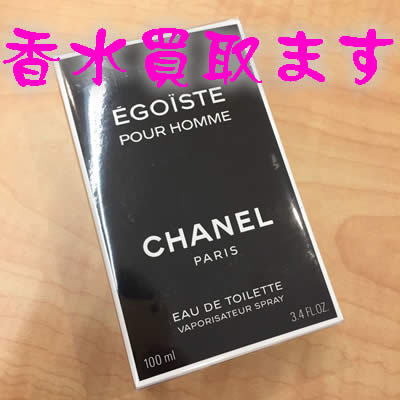 香水買取ます
ÉGOÏSTE
POUR HOMME
CHANEL
PARIS
EAU DE TOILETTE
VAPORISATEUR SPRAY
100 ml 3.4 FL.OZ.